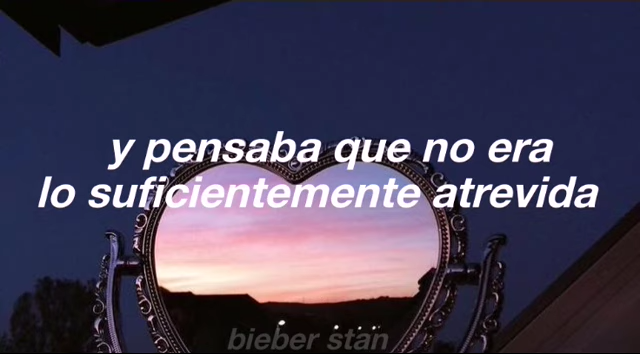 y pensaba que no era
lo suficientemente atrevida
bieber stan